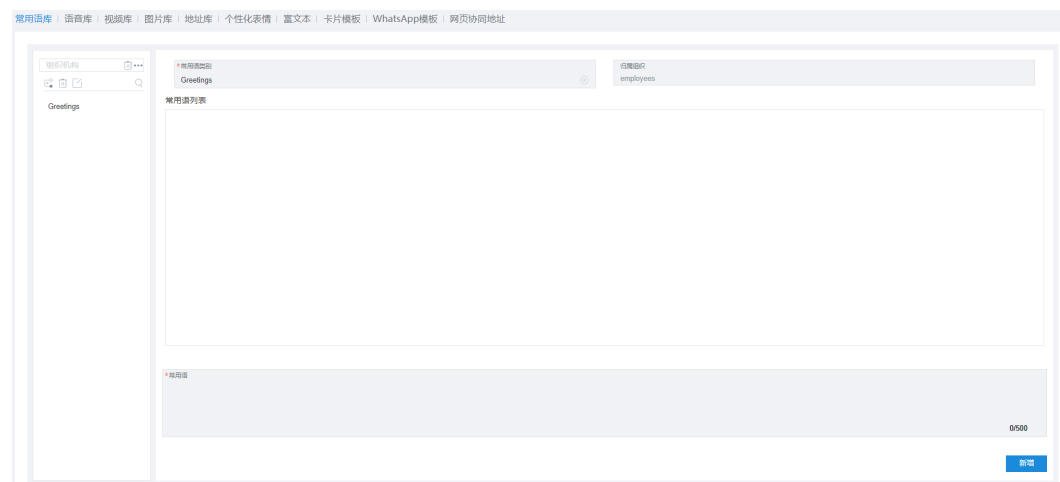 常用语库 | 语音库 | 视频库 | 图片库 | 地址库 | 个性化表情 | 富文本 | 卡片模板 | WhatsApp模板 | 网页协同地址
组织机构
*常用语类别
归属组织
Greetings
employees
Greetings
常用语列表
*常用语
0/500
新增